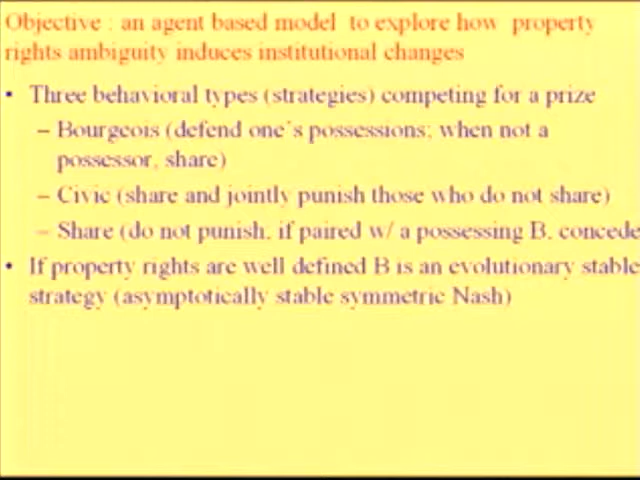 Objective : an agent based model to explore how property
rights ambiguity induces institutional changes
• Three behavioral types (strategies) competing for a prize
– Bourgeois (defend one's possessions; when not a
possessor, share)
– Civic (share and jointly punish those who do not share)
– Share (do not punish; if paired w/ a possessing B, concede
• If property rights are well defined B is an evolutionary stable
strategy (asymptotically stable symmetric Nash)